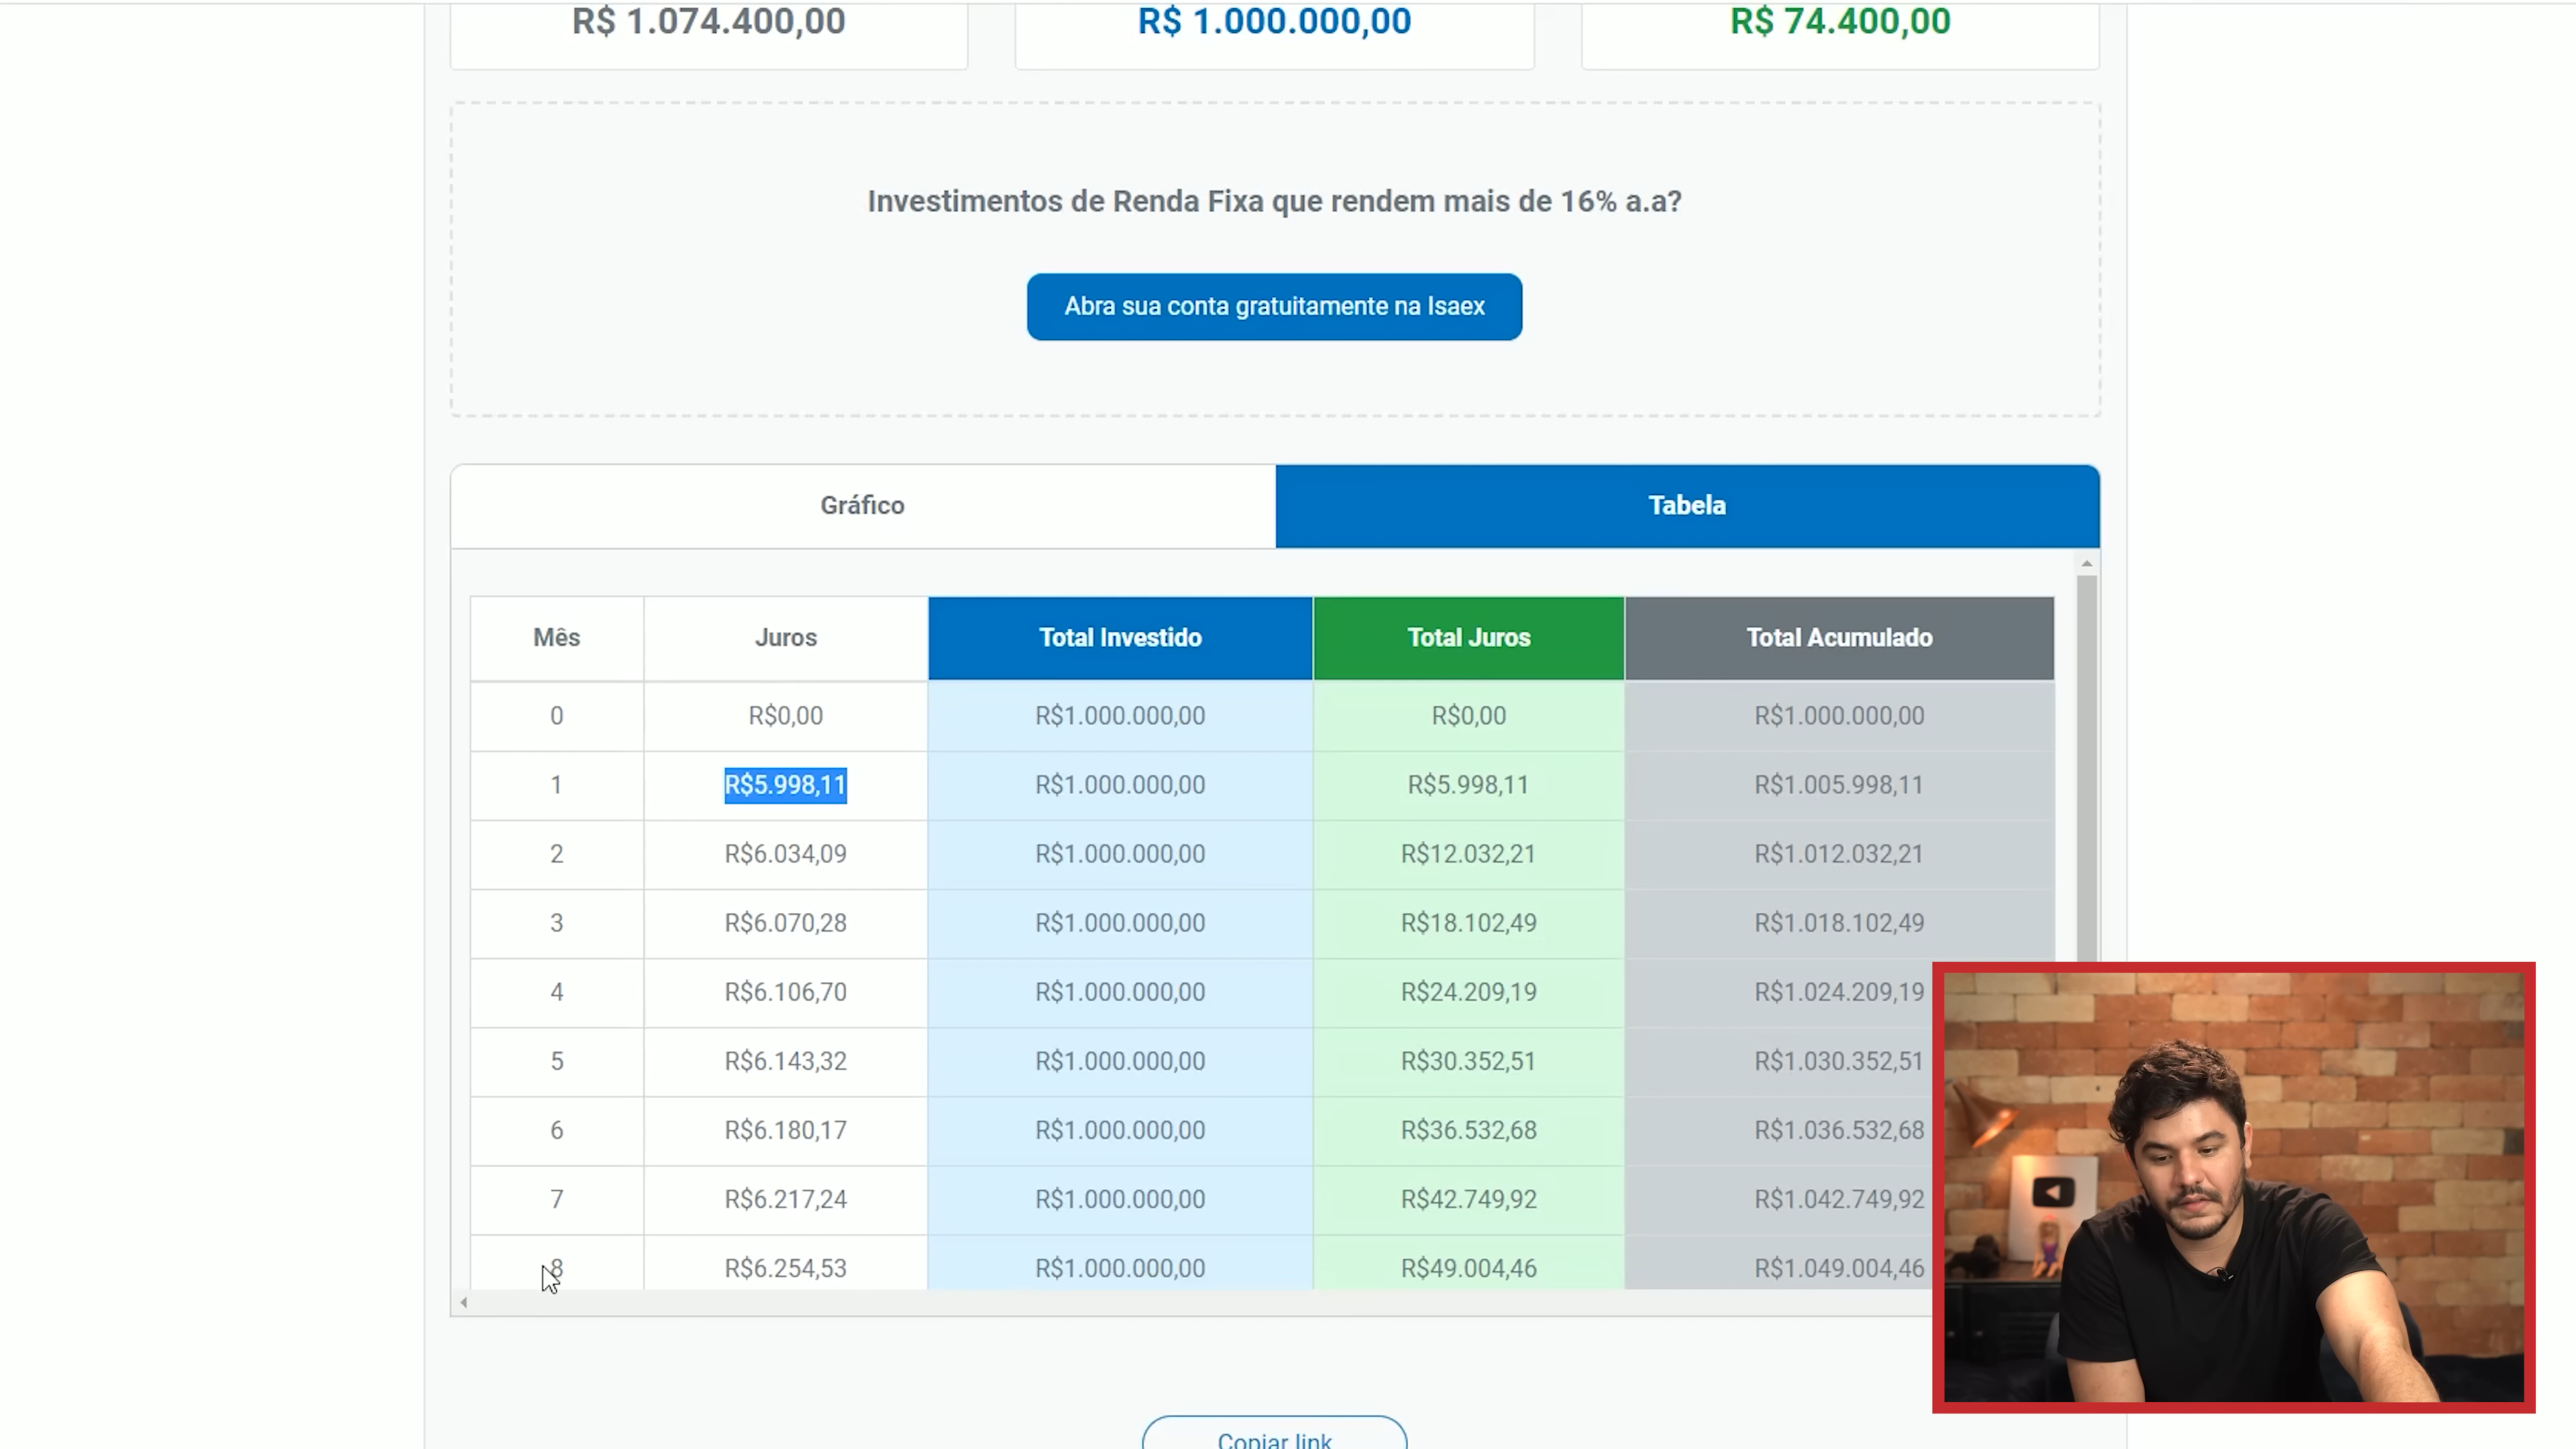 R$ 1.074.400,00 R$ 1.000.000,00 R$ 74.400,00
Investimentos de Renda Fixa que rendem mais de 16% a.a?
Abra sua conta gratuitamente na Isaex
Gráfico Tabela
Mês Juros Total Investido Total Juros Total Acumulado
0 R$0,00 R$1.000.000,00 R$0,00 R$1.000.000,00
1 R$5.998,11 R$1.000.000,00 R$5.998,11 R$1.005.998,11
2 R$6.034,09 R$1.000.000,00 R$12.032,21 R$1.012.032,21
3 R$6.070,28 R$1.000.000,00 R$18.102,49 R$1.018.102,49
4 R$6.106,70 R$1.000.000,00 R$24.209,19 R$1.024.209,19
5 R$6.143,32 R$1.000.000,00 R$30.352,51 R$1.030.352,51
6 R$6.180,17 R$1.000.000,00 R$36.532,68 R$1.036.532,68
7 R$6.217,24 R$1.000.000,00 R$42.749,92 R$1.042.749,92
8 R$6.254,53 R$1.000.000,00 R$49.004,46 R$1.049.004,46
Copiar link